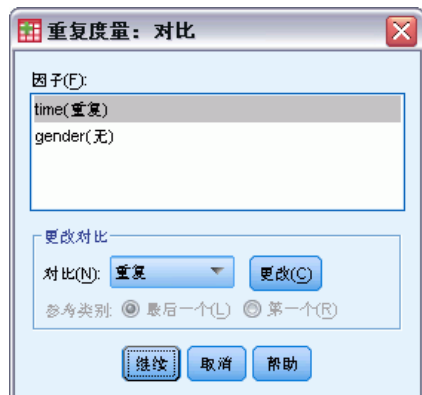 重复度量：对比
因子(F):
time(重复)
gender(无)
更改对比
对比(N): 重复 更改(C)
参考类别: 最后一个(L) 第一个(R)
继续 取消 帮助